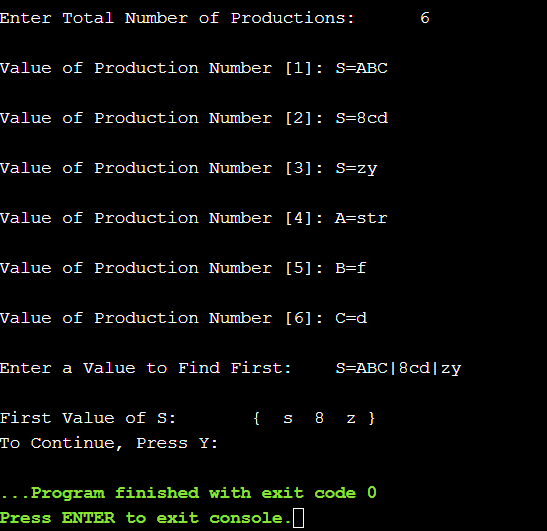 Enter Total Number of Productions:      6
Value of Production Number [1]: S=ABC
Value of Production Number [2]: S=8cd
Value of Production Number [3]: S=zy
Value of Production Number [4]: A=str
Value of Production Number [5]: B=f
Value of Production Number [6]: C=d
Enter a Value to Find First:    S=ABC|8cd|zy
First Value of S:       {  s  8  z }
To Continue, Press Y:
...Program finished with exit code 0
Press ENTER to exit console.